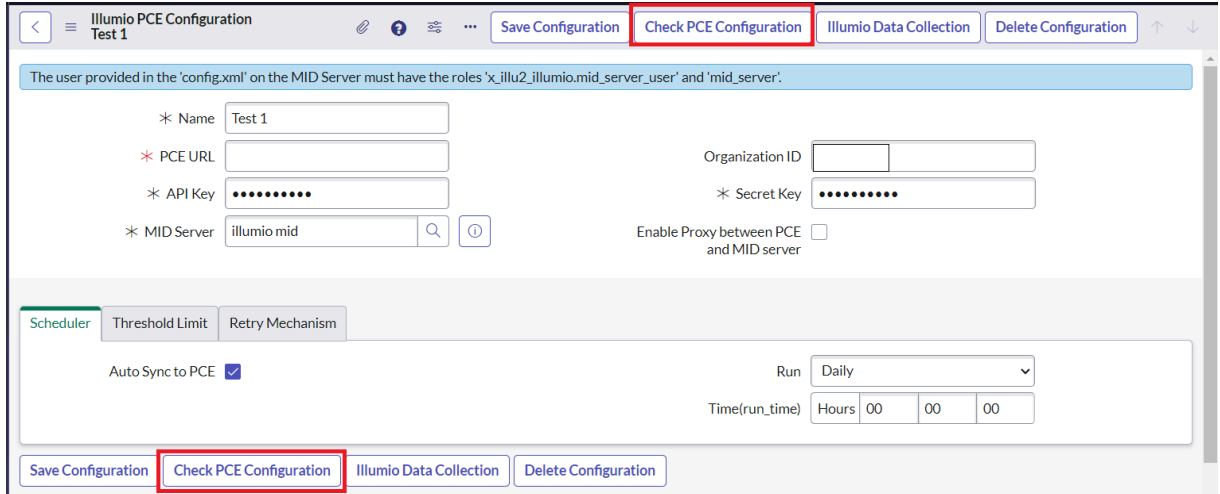 Illumio PCE Configuration
Test 1
Save Configuration Check PCE Configuration Illumio Data Collection Delete Configuration
The user provided in the 'config.xml' on the MID Server must have the roles 'x_illu2_illumio.mid_server_user' and 'mid_server'.
Name Test 1
PCE URL Organization ID
API Key Secret Key
MID Server illumio mid Enable Proxy between PCE
and MID server
Scheduler Threshold Limit Retry Mechanism
Auto Sync to PCE Run Daily
Time(run_time) Hours 00 00 00
Save Configuration Check PCE Configuration Illumio Data Collection Delete Configuration